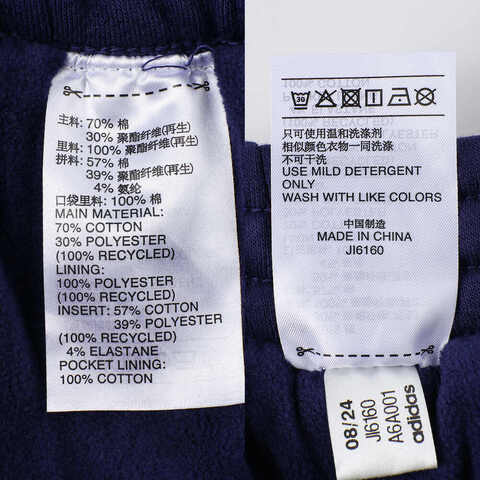 主料: 70% 棉
30% 聚酯纤维(再生)
里料: 100% 聚酯纤维(再生)
拼料: 57% 棉
39% 聚酯纤维(再生)
4% 氨纶
口袋里料: 100% 棉
MAIN MATERIAL:
70% COTTON
30% POLYESTER
(100% RECYCLED)
LINING:
100% POLYESTER
(100% RECYCLED)
INSERT: 57% COTTON
39% POLYESTER
(100% RECYCLED)
4% ELASTANE
POCKET LINING:
100% COTTON
只可使用温和洗涤剂
相似颜色衣物一同洗涤
不可干洗
USE MILD DETERGENT
ONLY
WASH WITH LIKE COLORS
中国制造
MADE IN CHINA
JI6160
08/24
JI6160
A6A001
adidas